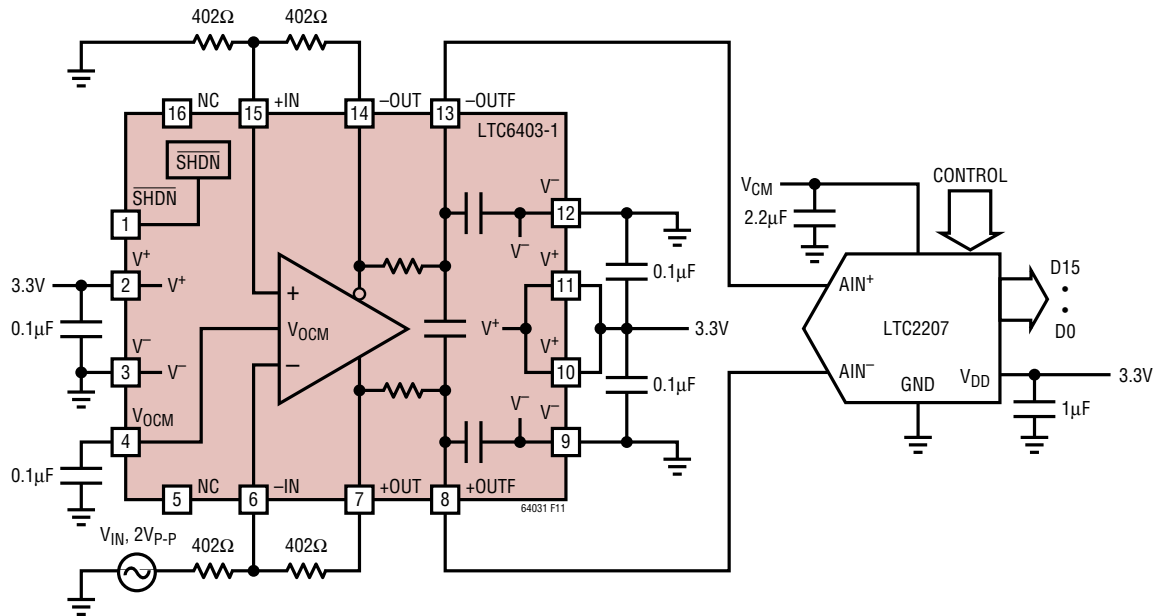 402Ω 402Ω
16 NC 15 +IN 14 –OUT 13 –OUTF
LTC6403-1
SHDN
SHDN
1
V+
3.3V 2 V+
0.1µF
V–
3 V–
VOCM
4
0.1µF
+
VOCM
–
V–
12
V–
V+
11
0.1µF
V+
3.3V
V+
10
0.1µF
V–
V–
9
5 NC 6 –IN 7 +OUT 8 +OUTF
64031 F11
VIN, 2VP-P
402Ω 402Ω
VCM
2.2µF
CONTROL
AIN+
LTC2207
AIN–
GND
VDD
D15
•
•
D0
3.3V
1µF